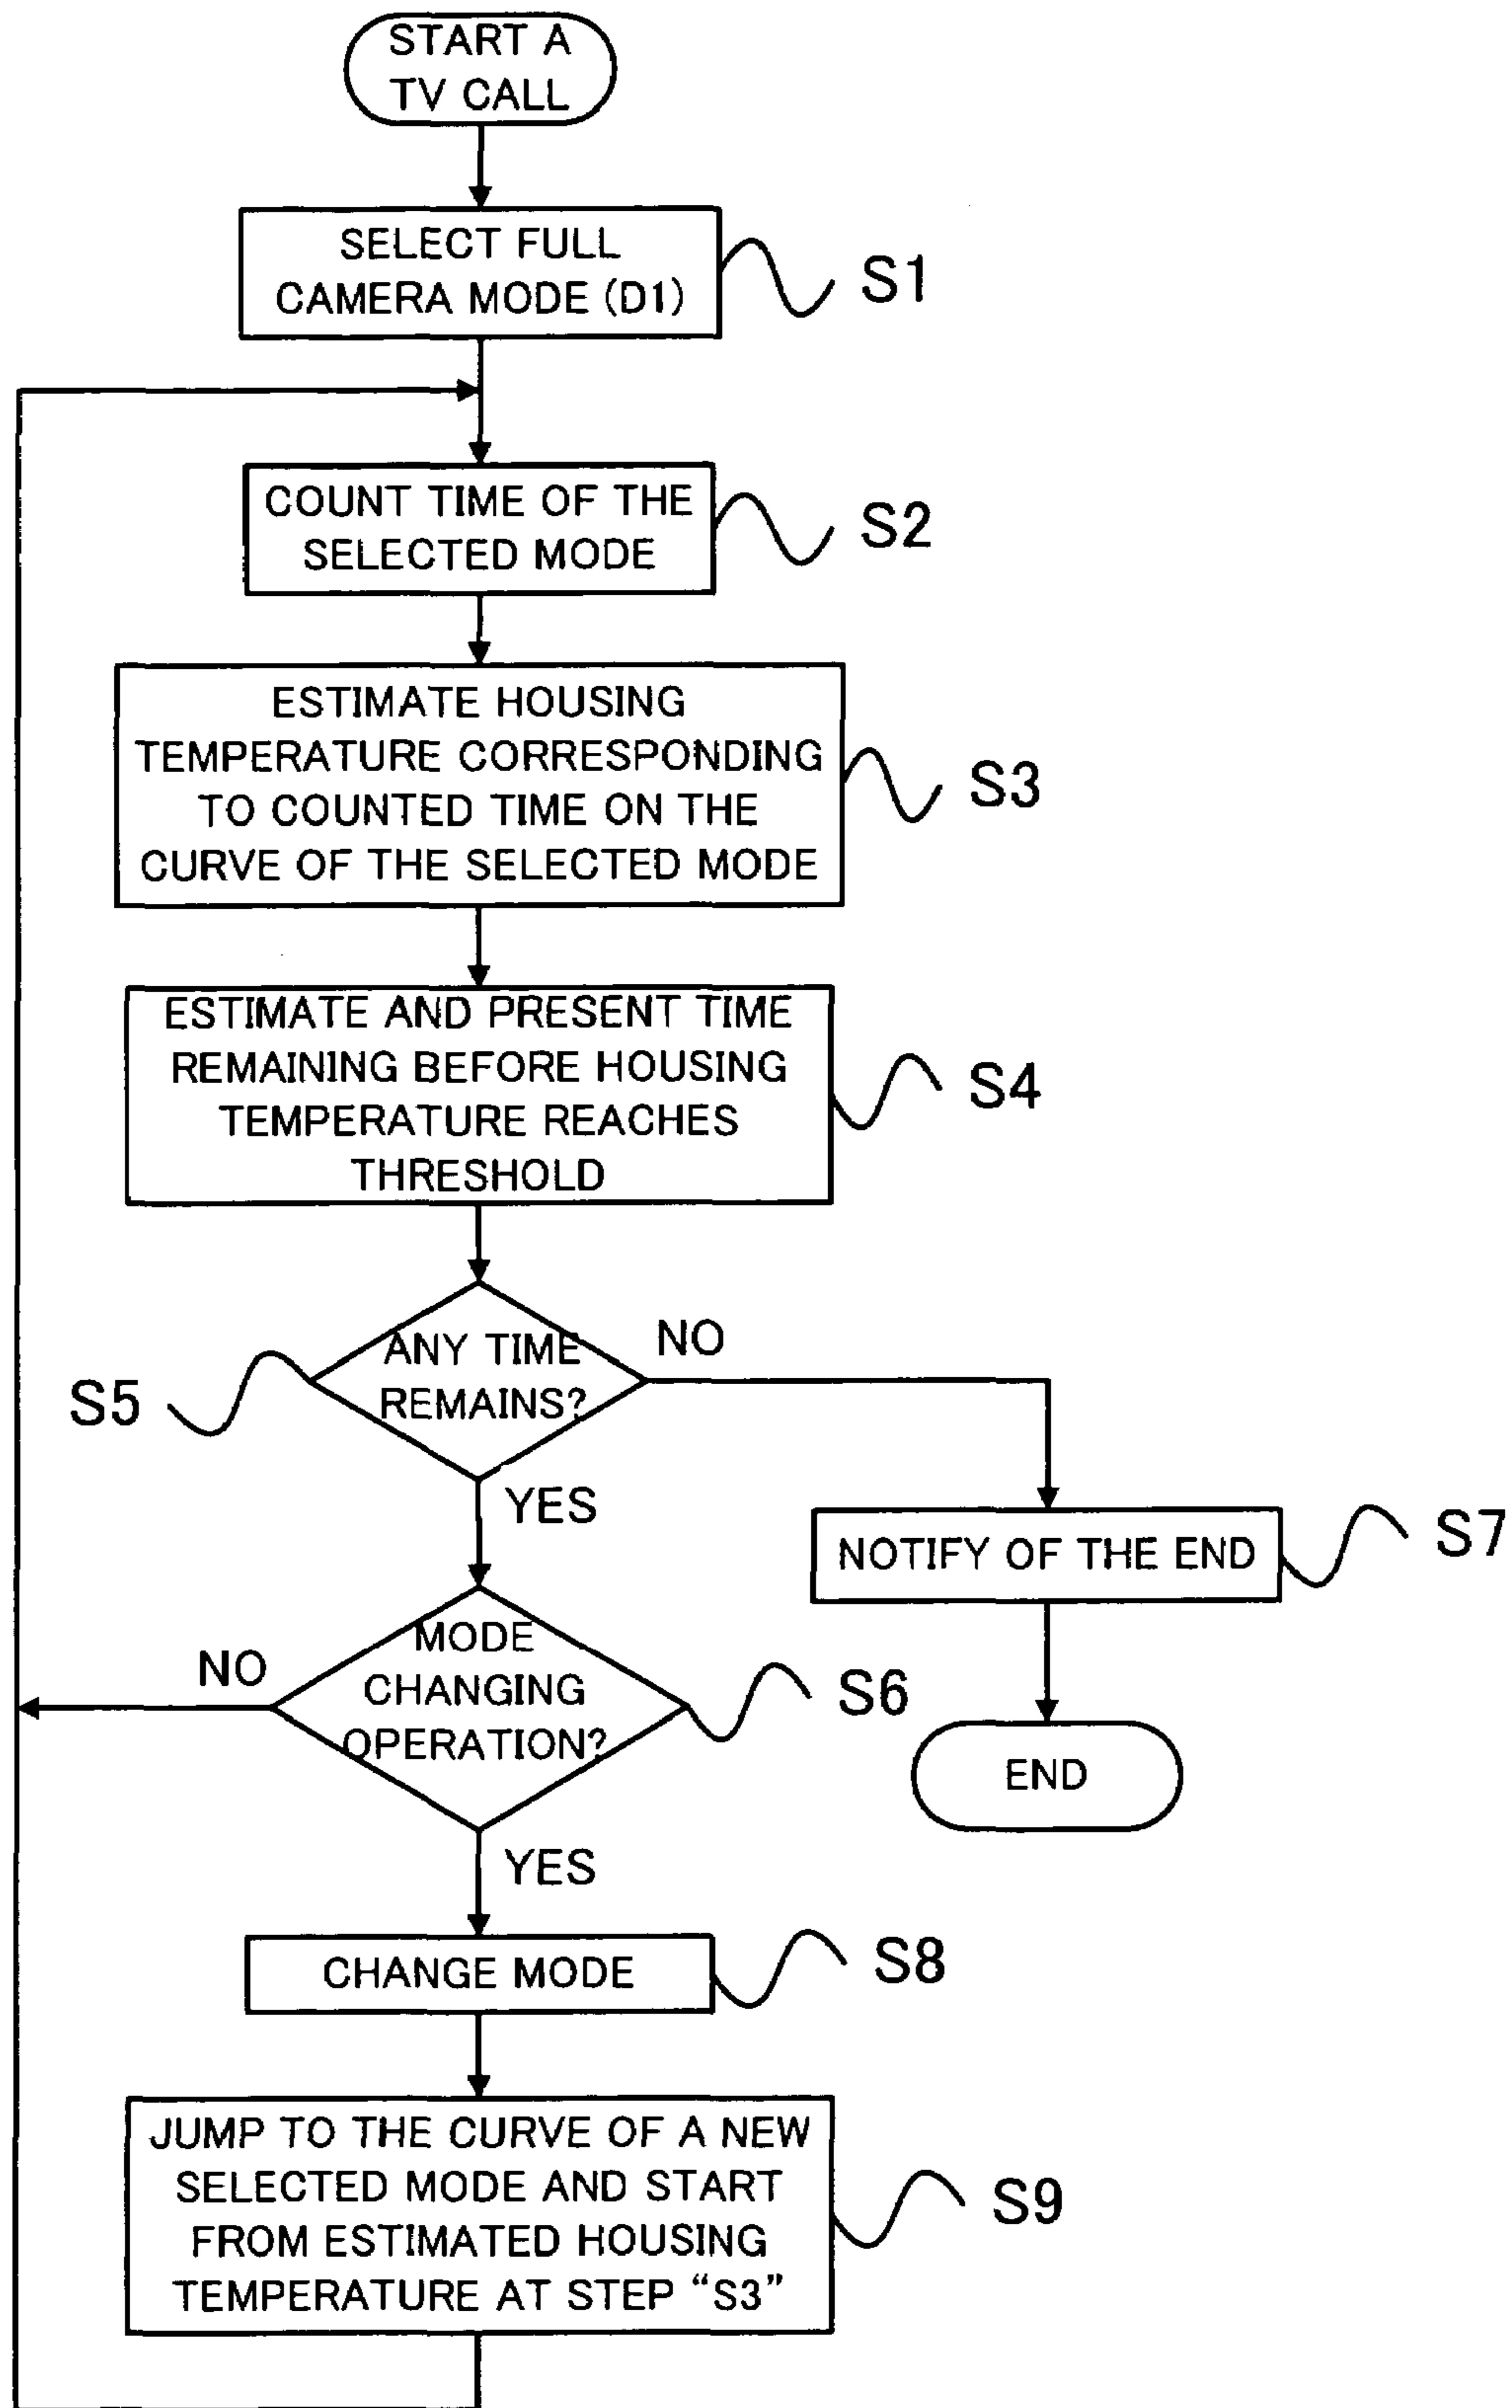 START A
TV CALL
SELECT FULL
CAMERA MODE (D1)
S1
COUNT TIME OF THE
SELECTED MODE
S2
ESTIMATE HOUSING
TEMPERATURE CORRESPONDING
TO COUNTED TIME ON THE
CURVE OF THE SELECTED MODE
S3
ESTIMATE AND PRESENT TIME
REMAINING BEFORE HOUSING
TEMPERATURE REACHES
THRESHOLD
S4
ANY TIME
REMAINS?
S5
NO
YES
NOTIFY OF THE END
S7
END
MODE
CHANGING
OPERATION?
S6
NO
YES
CHANGE MODE
S8
JUMP TO THE CURVE OF A NEW
SELECTED MODE AND START
FROM ESTIMATED HOUSING
TEMPERATURE AT STEP “S3”
S9